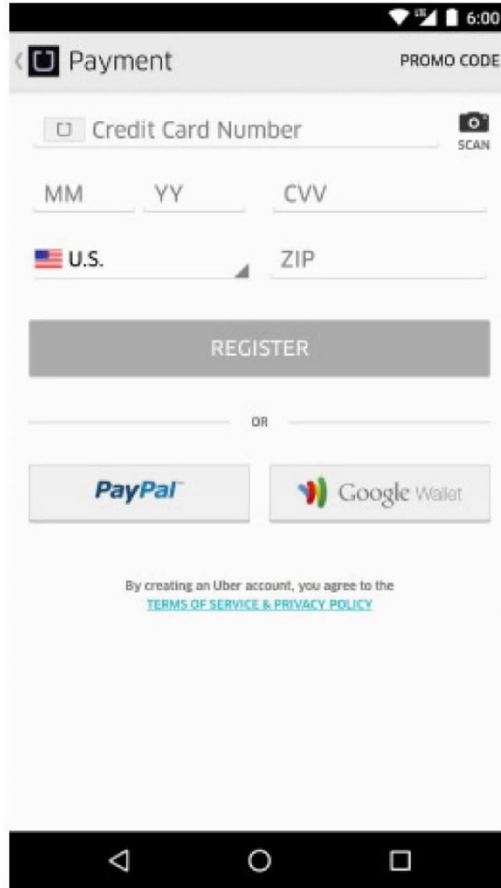 LTE 6:00
Payment PROMO CODE
Credit Card Number
SCAN
MM YY CVV
U.S. ZIP
REGISTER
OR
PayPal Google Wallet
By creating an Uber account, you agree to the
TERMS OF SERVICE & PRIVACY POLICY